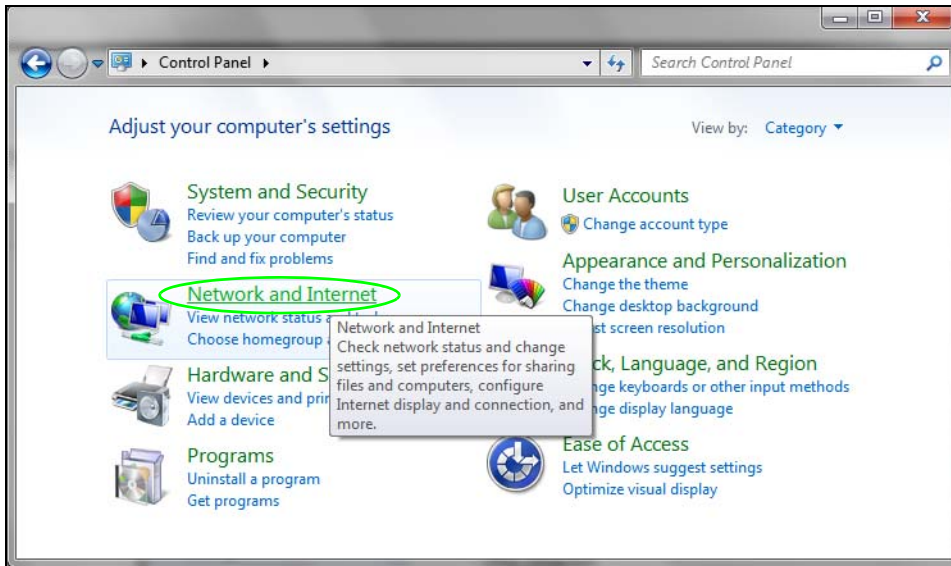 Control Panel
Search Control Panel
Adjust your computer's settings
View by: Category
System and Security
Review your computer's status
Back up your computer
Find and fix problems
Network and Internet
View network status
Choose homegroup
Network and Internet
Check network status and change
settings, set preferences for sharing
files and computers, configure
Internet display and connection, and
more.
Hardware and S
View devices and prin
Add a device
Programs
Uninstall a program
Get programs
User Accounts
Change account type
Appearance and Personalization
Change the theme
Change desktop background
st screen resolution
ck, Language, and Region
nge keyboards or other input methods
nge display language
Ease of Access
Let Windows suggest settings
Optimize visual display